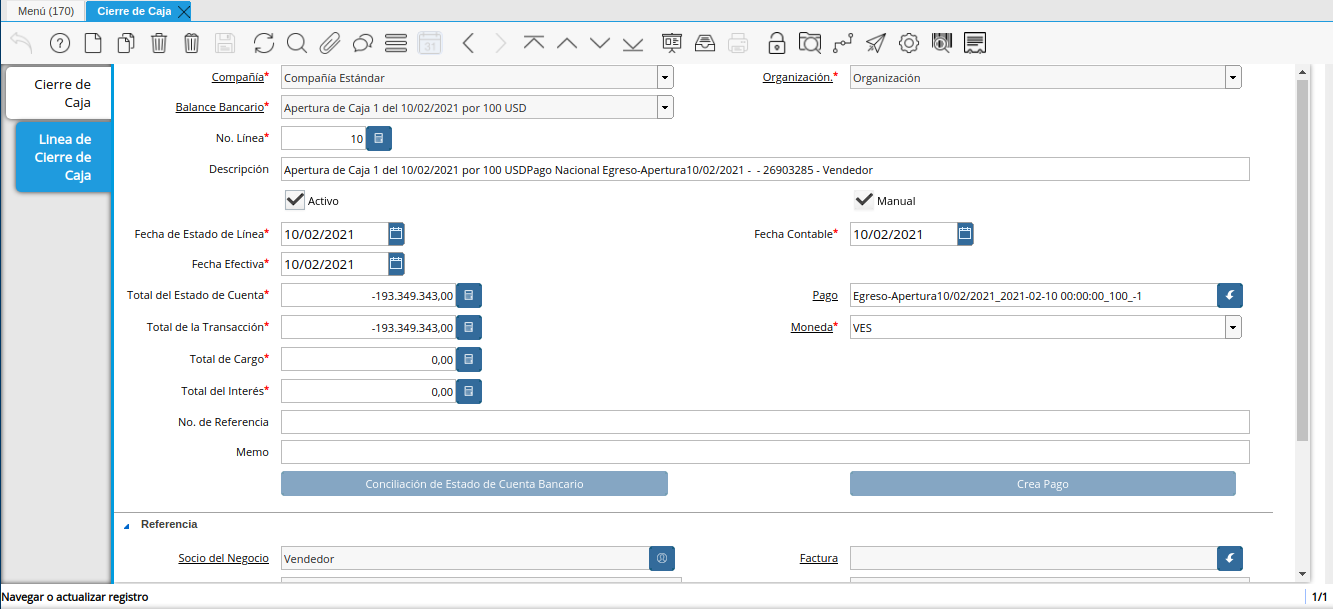 Menú (170)
Cierre de Caja
31
Cierre de
Caja
Linea de
Cierre de
Caja
Compañía* Compañía Estándar
Organización.* Organización
Balance Bancario* Apertura de Caja 1 del 10/02/2021 por 100 USD
No. Línea* 10
Descripción Apertura de Caja 1 del 10/02/2021 por 100 USDPago Nacional Egreso-Apertura10/02/2021 - - 26903285 - Vendedor
Activo
Manual
Fecha de Estado de Línea* 10/02/2021
Fecha Contable* 10/02/2021
Fecha Efectiva* 10/02/2021
Total del Estado de Cuenta* -193.349.343,00
Pago Egreso-Apertura10/02/2021_2021-02-10 00:00:00_100_-1
Total de la Transacción* -193.349.343,00
Moneda* VES
Total de Cargo* 0,00
Total del Interés* 0,00
No. de Referencia
Memo
Conciliación de Estado de Cuenta Bancario
Crea Pago
Referencia
Socio del Negocio Vendedor
Factura
Navegar o actualizar registro
1/1